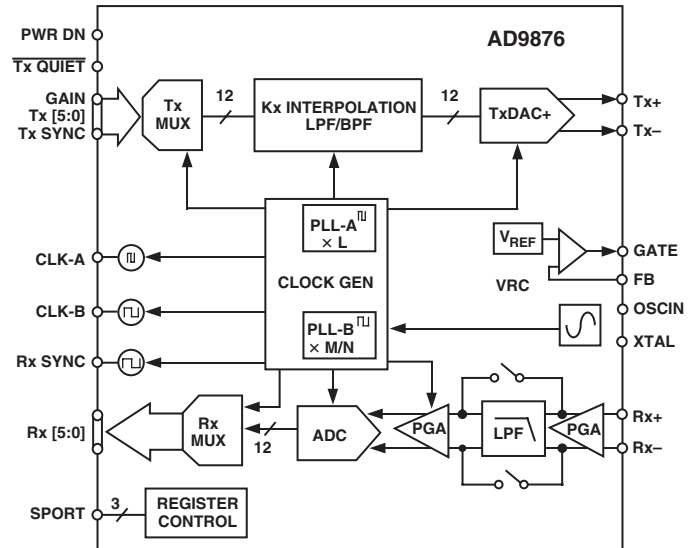 AD9876
PWR DN
Tx QUIET
GAIN
Tx [5:0]
Tx SYNC
Tx
MUX
12
Kx INTERPOLATION
LPF/BPF
12
TxDAC+
Tx+
Tx–
PLL-A
× L
CLOCK GEN
PLL-B
× M/N
CLK-A
CLK-B
Rx SYNC
VREF
VRC
GATE
FB
OSCIN
XTAL
Rx [5:0]
Rx
MUX
12
ADC
PGA
LPF
PGA
Rx+
Rx–
SPORT
3
REGISTER
CONTROL